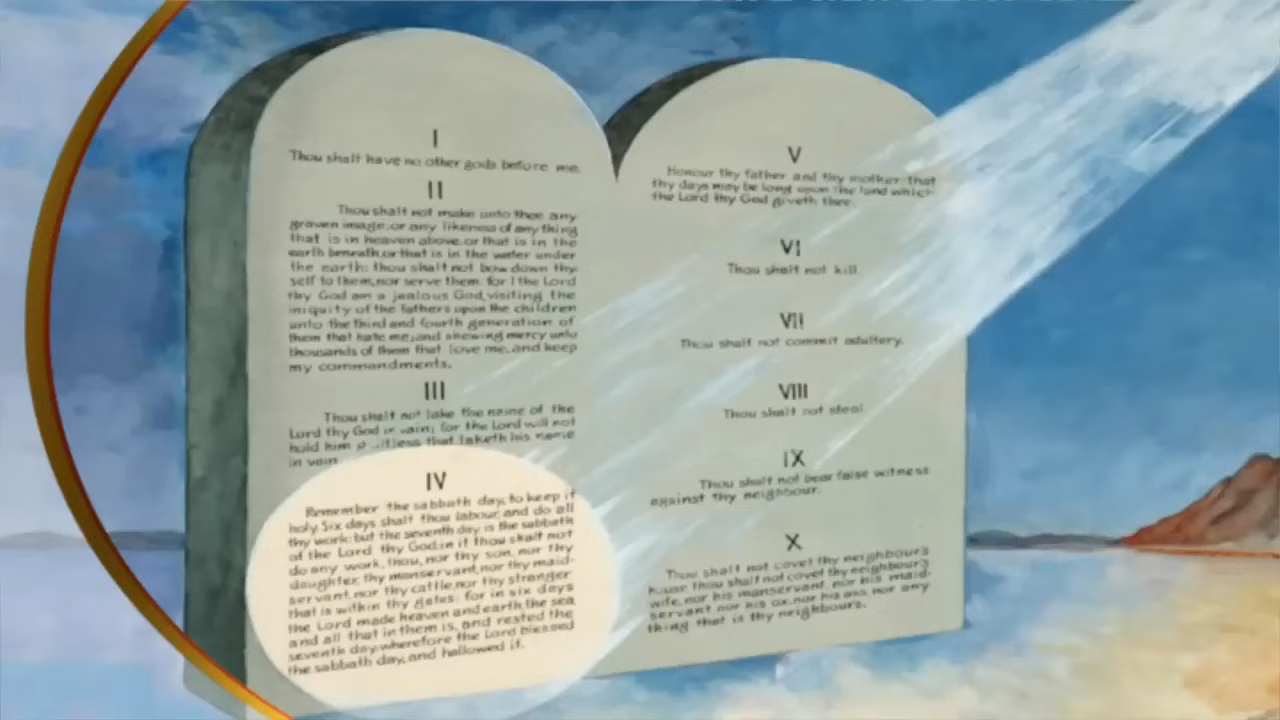 I
Thou shalt have no other gods before me.
II
Thou shalt not make unto thee any
graven image, or any likeness of any thing
that is in heaven above, or that is in the
earth beneath, or that is in the water under
the earth: thou shalt not bow down thy
self to them, nor serve them: for I the Lord
thy God am a jealous God, visiting the
iniquity of the fathers upon the children
unto the third and fourth generation of
them that hate me; and shewing mercy unto
thousands of them that love me, and keep
my commandments.
III
Thou shalt not take the name of the
Lord thy God in vain; for the Lord will not
hold him guiltless that taketh his name
in vain.
IV
Remember the sabbath day, to keep it
holy. Six days shalt thou labour, and do all
thy work: but the seventh day is the sabbath
of the Lord thy God: in it thou shalt not
do any work, thou, nor thy son, nor thy
daughter, thy manservant, nor thy maid-
servant, nor thy cattle, nor thy stranger
that is within thy gates: for in six days
the Lord made heaven and earth, the sea,
and all that in them is, and rested the
seventh day: wherefore the Lord blessed
the sabbath day, and hallowed it.
V
Honour thy father and thy mother: that
thy days may be long upon the land which
the Lord thy God giveth thee.
VI
Thou shalt not kill.
VII
Thou shalt not commit adultery.
VIII
Thou shalt not steal.
IX
Thou shalt not bear false witness
against thy neighbour.
X
Thou shalt not covet thy neighbour's
house, thou shalt not covet thy neighbour's
wife, nor his manservant, nor his maid-
servant, nor his ox, nor his ass, nor any
thing that is thy neighbour's.